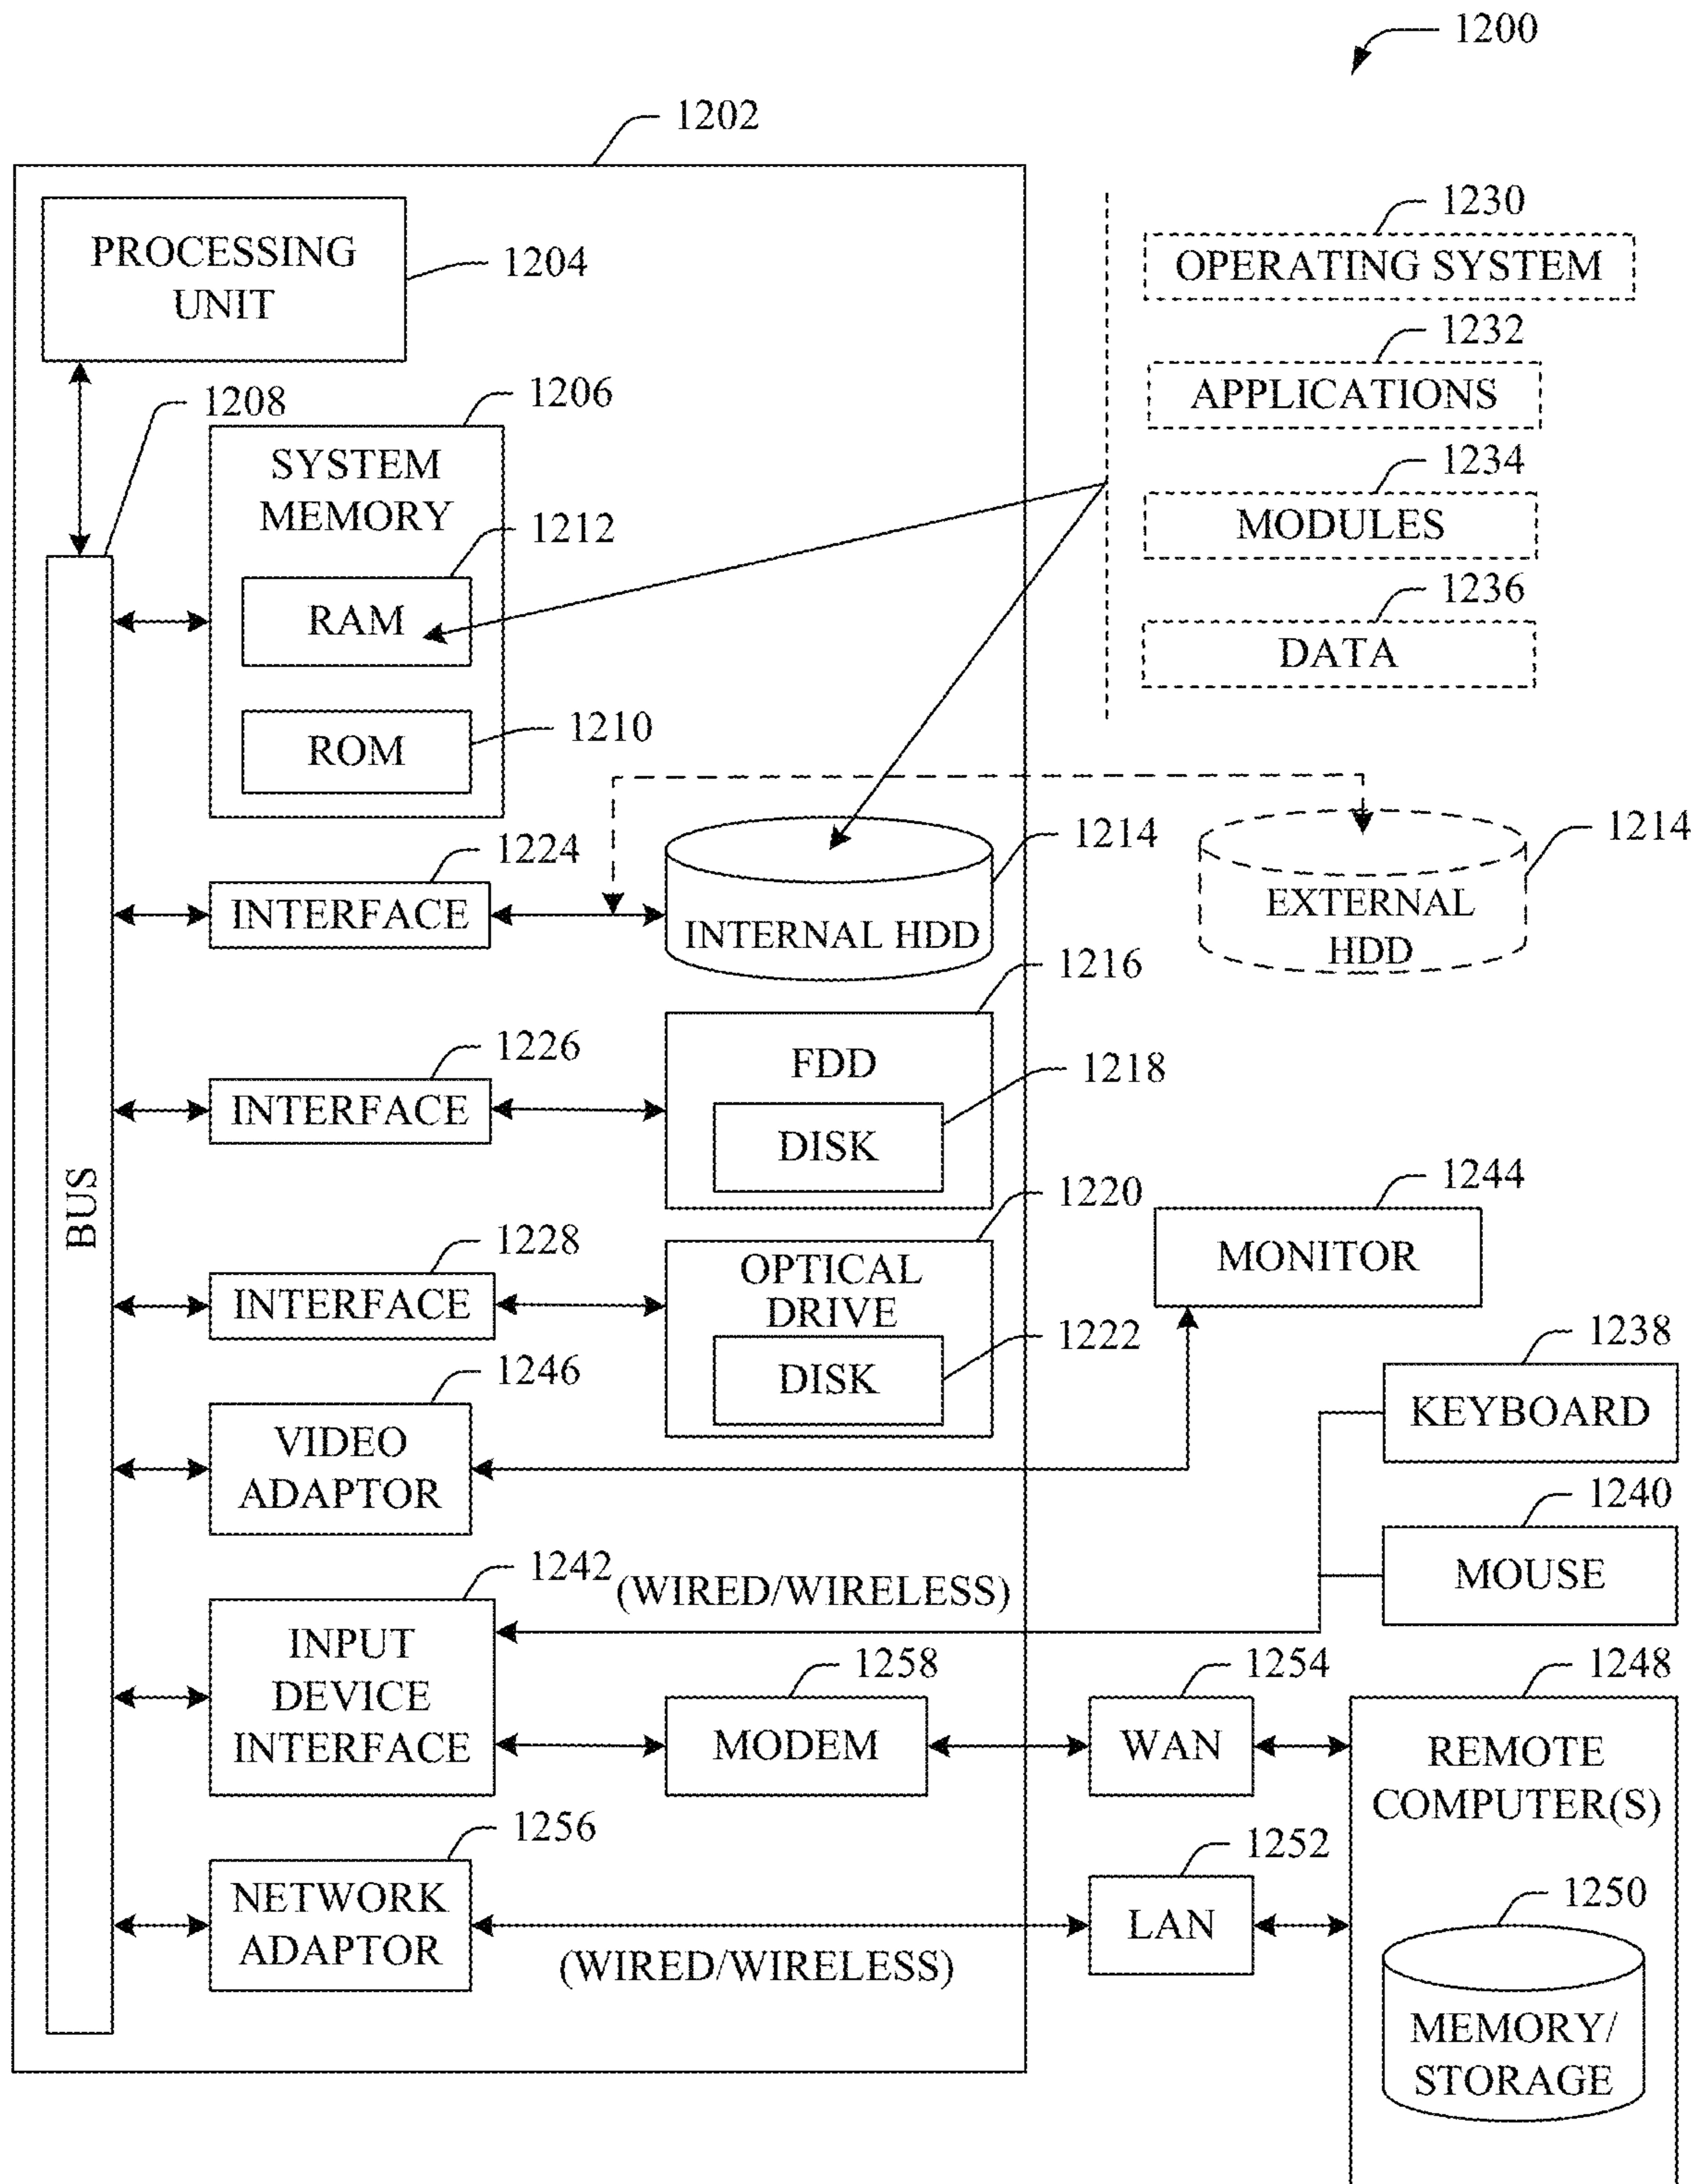 1200
1202
PROCESSING
UNIT
1204
1230
OPERATING SYSTEM
1232
APPLICATIONS
1234
MODULES
1236
DATA
1208
1206
SYSTEM
MEMORY
1212
RAM
1210
ROM
BUS
1224
INTERFACE
1214
INTERNAL HDD
1214
EXTERNAL
HDD
1226
INTERFACE
1216
FDD
1218
DISK
1228
INTERFACE
1220
OPTICAL
DRIVE
1222
DISK
1244
MONITOR
1246
VIDEO
ADAPTOR
1238
KEYBOARD
1240
MOUSE
1242
(WIRED/WIRELESS)
INPUT
DEVICE
INTERFACE
1258
MODEM
1254
WAN
1248
REMOTE
COMPUTER(S)
1256
NETWORK
ADAPTOR
(WIRED/WIRELESS)
1252
LAN
1250
MEMORY/
STORAGE